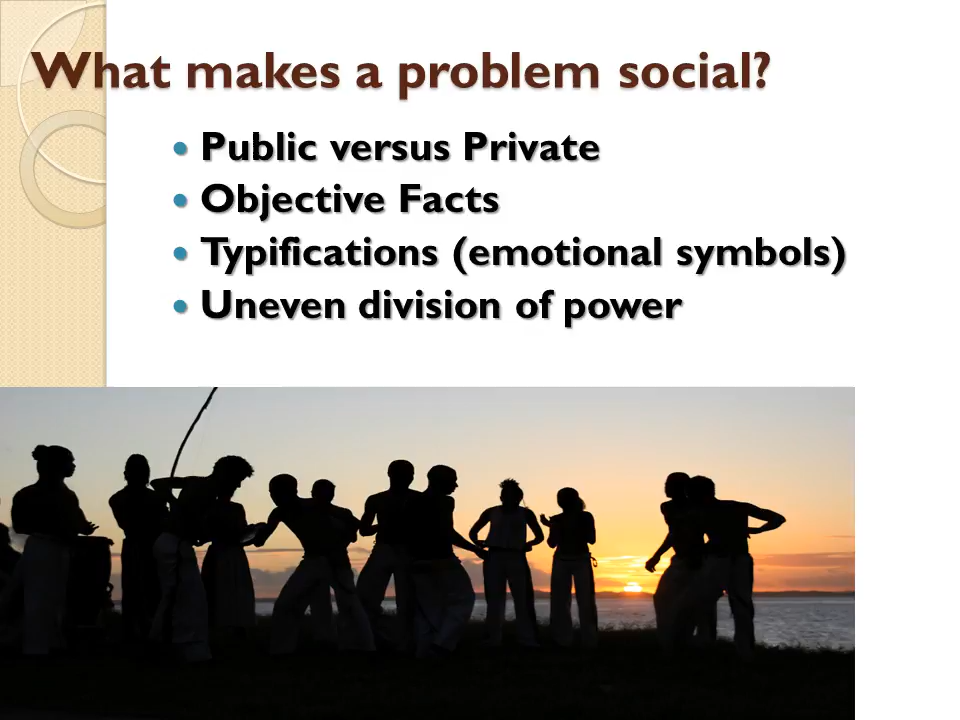 What makes a problem social?
Public versus Private
Objective Facts
Typifications (emotional symbols)
Uneven division of power